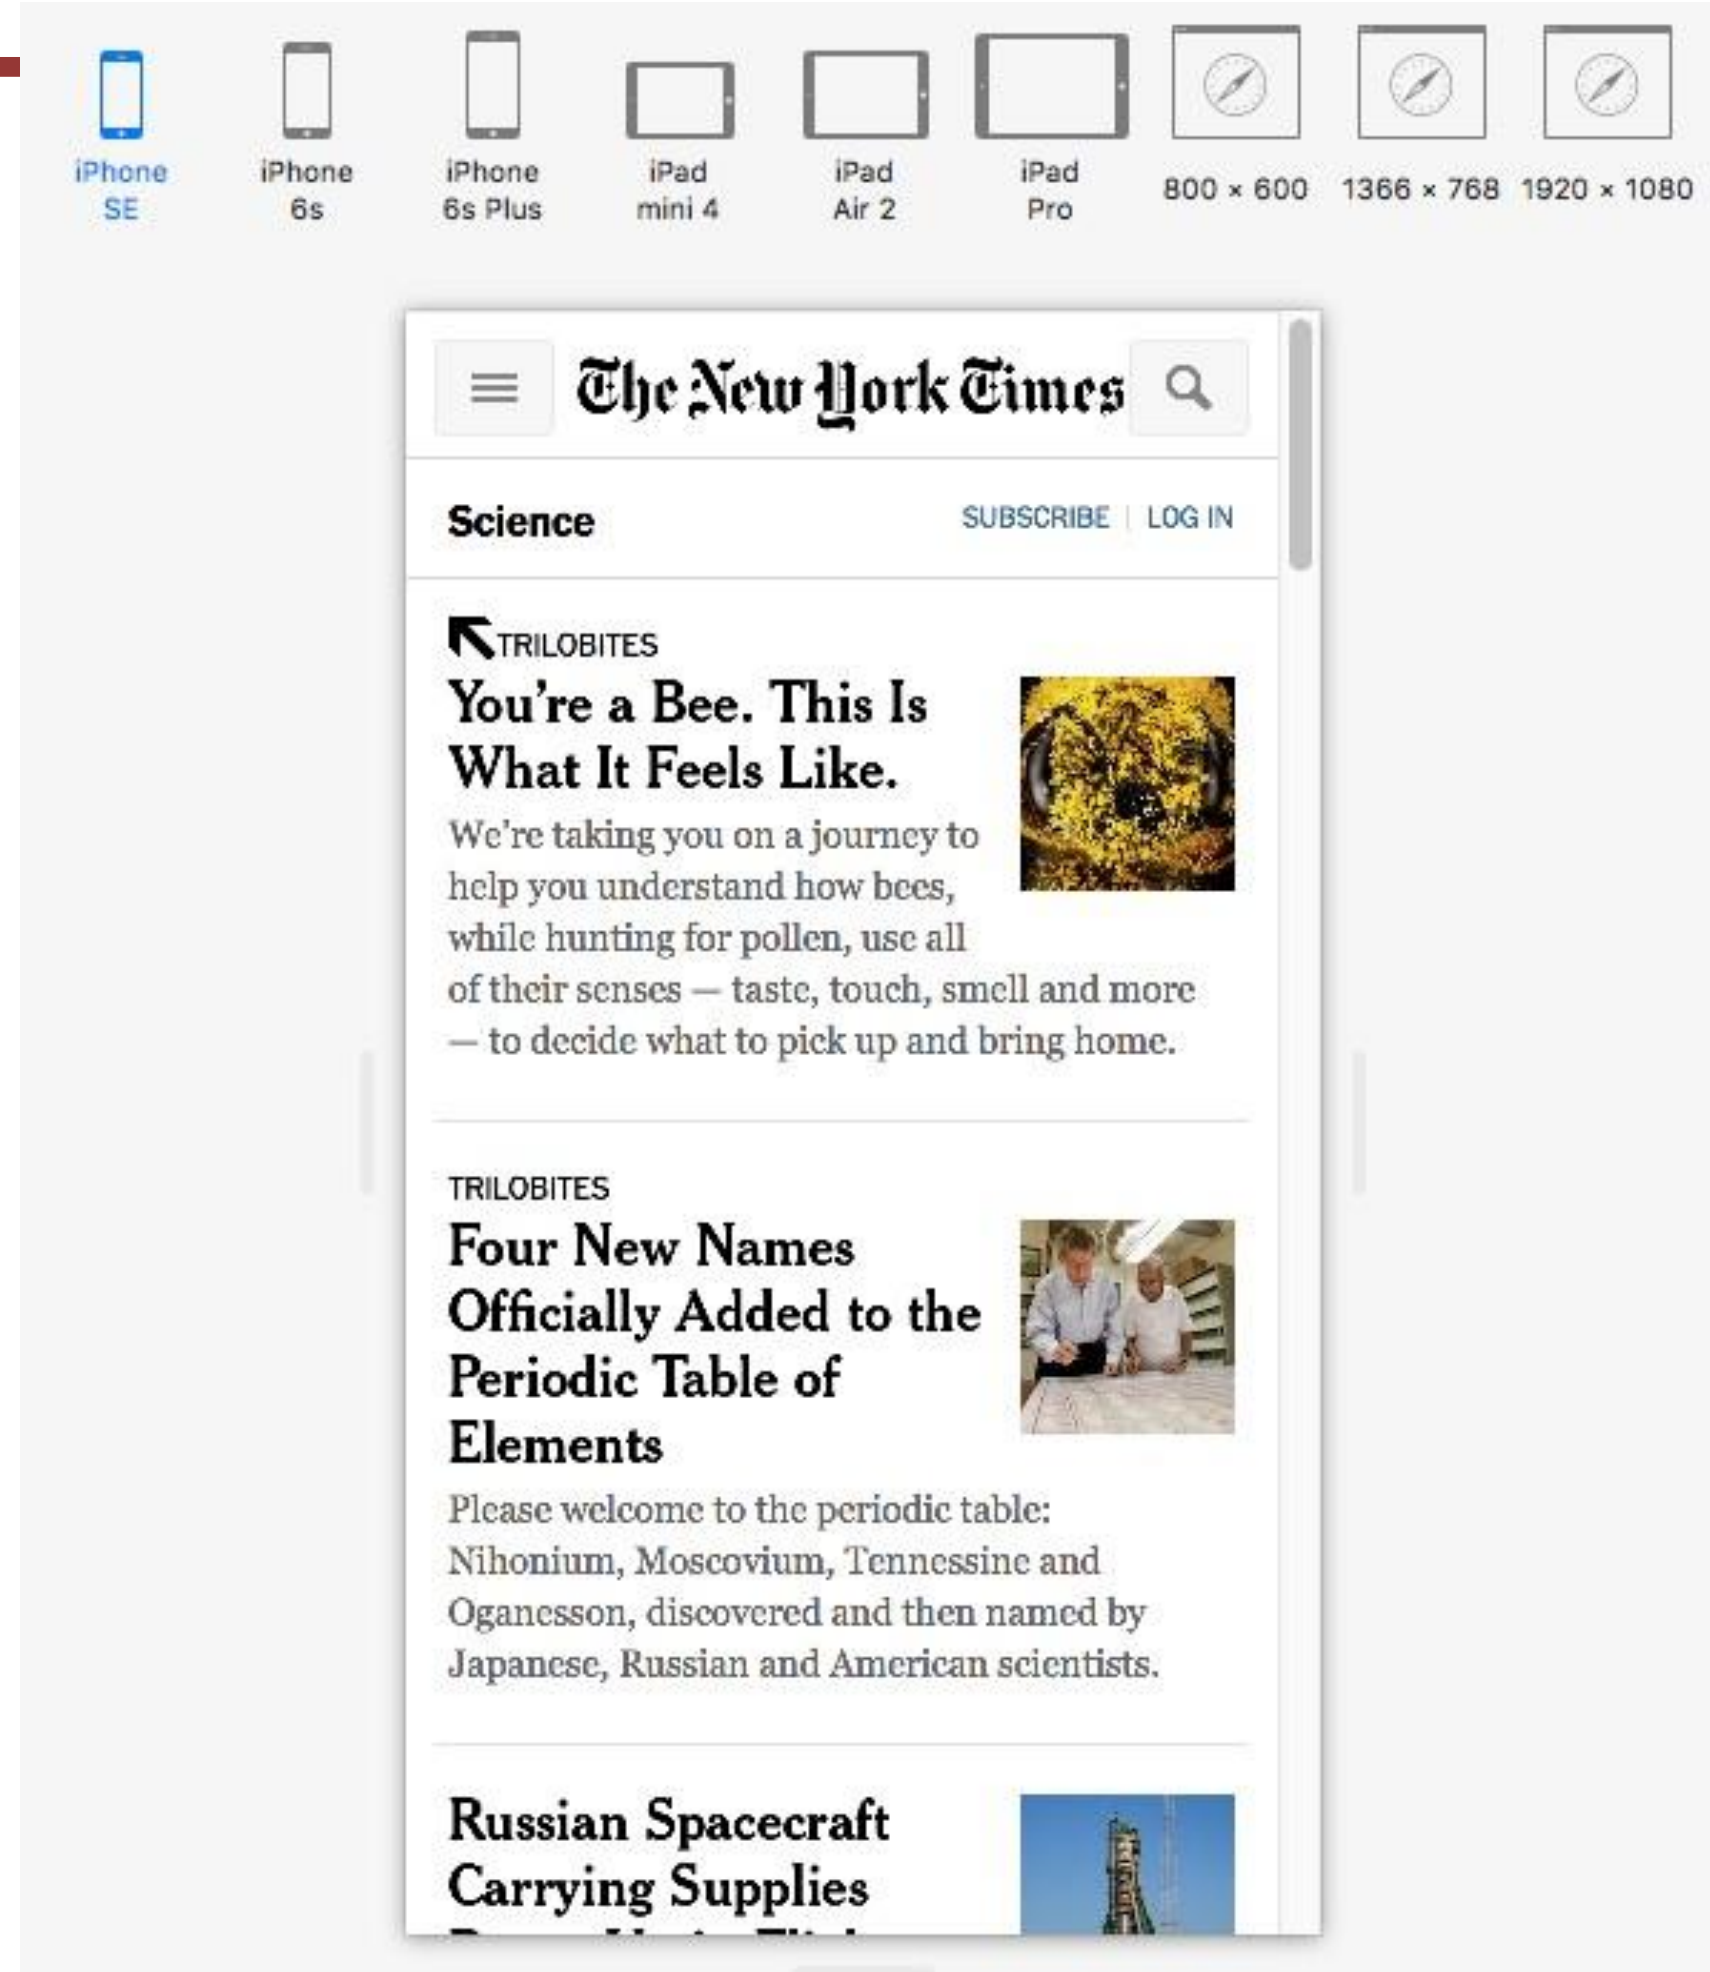 iPhone
SE
iPhone
6s
iPhone
6s Plus
iPad
mini 4
iPad
Air 2
iPad
Pro
800 × 600
1366 × 768
1920 × 1080
The New York Times
Science
SUBSCRIBE | LOG IN
TRILOBITES
You’re a Bee. This Is
What It Feels Like.
We’re taking you on a journey to
help you understand how bees,
while hunting for pollen, use all
of their senses — taste, touch, smell and more
— to decide what to pick up and bring home.
TRILOBITES
Four New Names
Officially Added to the
Periodic Table of
Elements
Please welcome to the periodic table:
Nihonium, Moscovium, Tennessine and
Oganesson, discovered and then named by
Japanese, Russian and American scientists.
Russian Spacecraft
Carrying Supplies